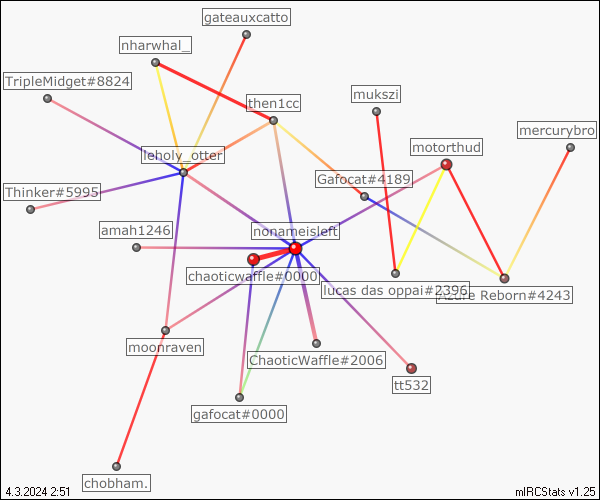 gateauxcatto
nharwhal_
TripleMidget#8824
mukszi
then1cc
mercurybro
motorthud
leholy_otter
Gafocat#4189
Thinker#5995
amah1246
nonameisleft
chaoticwaffle#0000
lucas das oppai#2396
Azure Reborn#4243
moonraven
ChaoticWaffle#2006
tt532
gafocat#0000
chobham.
4.3.2024 2:51
mIRCStats v1.25